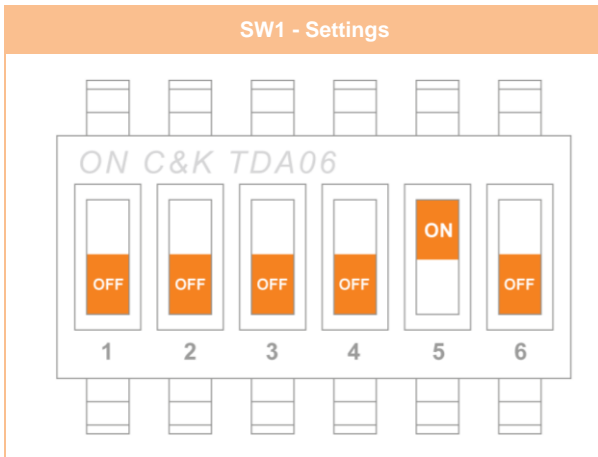 SW1 - Settings
ON C&K TDA06
ON
OFF OFF OFF OFF OFF
1 2 3 4 5 6